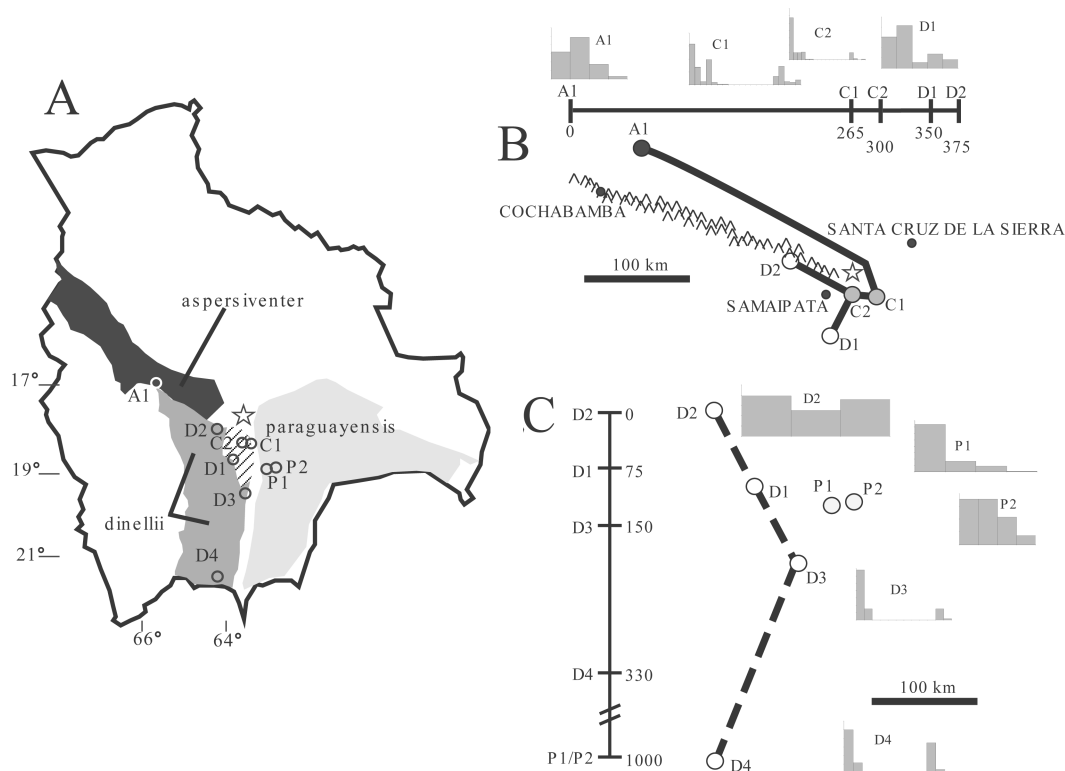 A
aspersiventer
17°
A1
D2
C2
C1
paraguayensis
D1
19°
P2
P1
D3
dinellii
D4
21°
66°
64°
B
A1
C1
C2
D1
A1
C1 C2
D1 D2
0
265
300
350
375
A1
COCHABAMBA
SANTA CRUZ DE LA SIERRA
D2
100 km
SAMAIPATA
C2
C1
D1
C
D2
0
D1
75
D3
150
D4
330
P1/P2
1000
D2
D1
P1
P2
D3
D4
D2
P1
P2
D3
100 km
D4